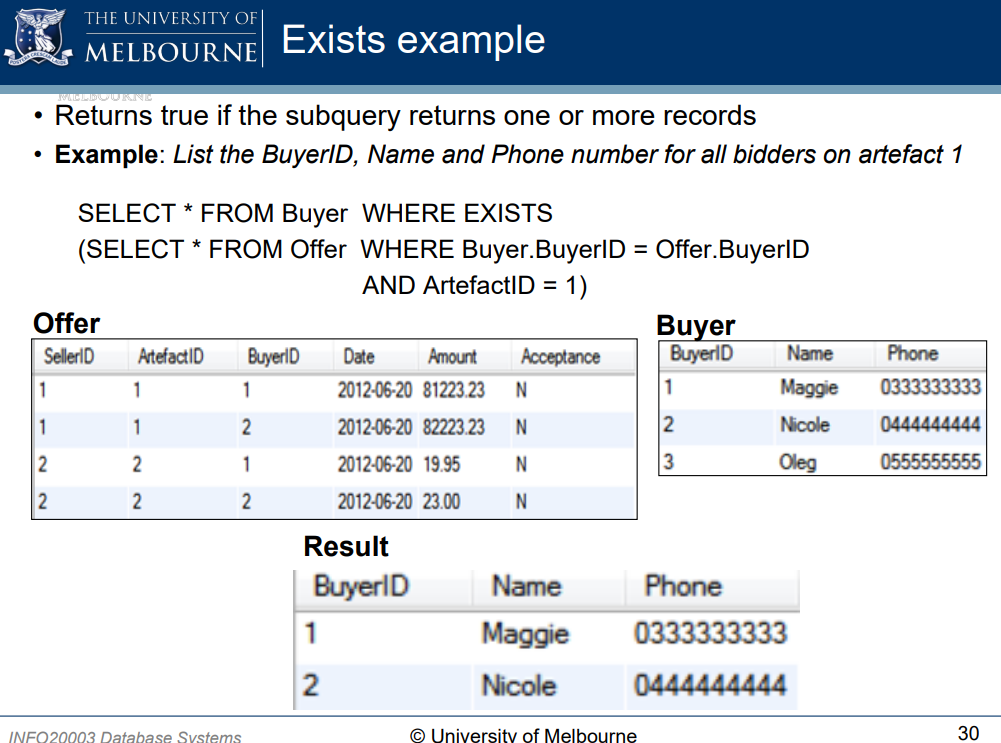 THE UNIVERSITY OF
MELBOURNE
Exists example
MELBOURNE
• Returns true if the subquery returns one or more records
• Example: List the BuyerID, Name and Phone number for all bidders on artefact 1
SELECT * FROM Buyer WHERE EXISTS
(SELECT * FROM Offer WHERE Buyer.BuyerID = Offer.BuyerID
AND ArtefactID = 1)
Offer
SellerID ArtefactID BuyerID Date Amount Acceptance
1 1 1 2012-06-20 81223.23 N
1 1 2 2012-06-20 82223.23 N
2 2 1 2012-06-20 19.95 N
2 2 2 2012-06-20 23.00 N
Buyer
BuyerID Name Phone
1 Maggie 0333333333
2 Nicole 0444444444
3 Oleg 0555555555
Result
BuyerID Name Phone
1 Maggie 0333333333
2 Nicole 0444444444
INFO20003 Database Systems
© University of Melbourne
30